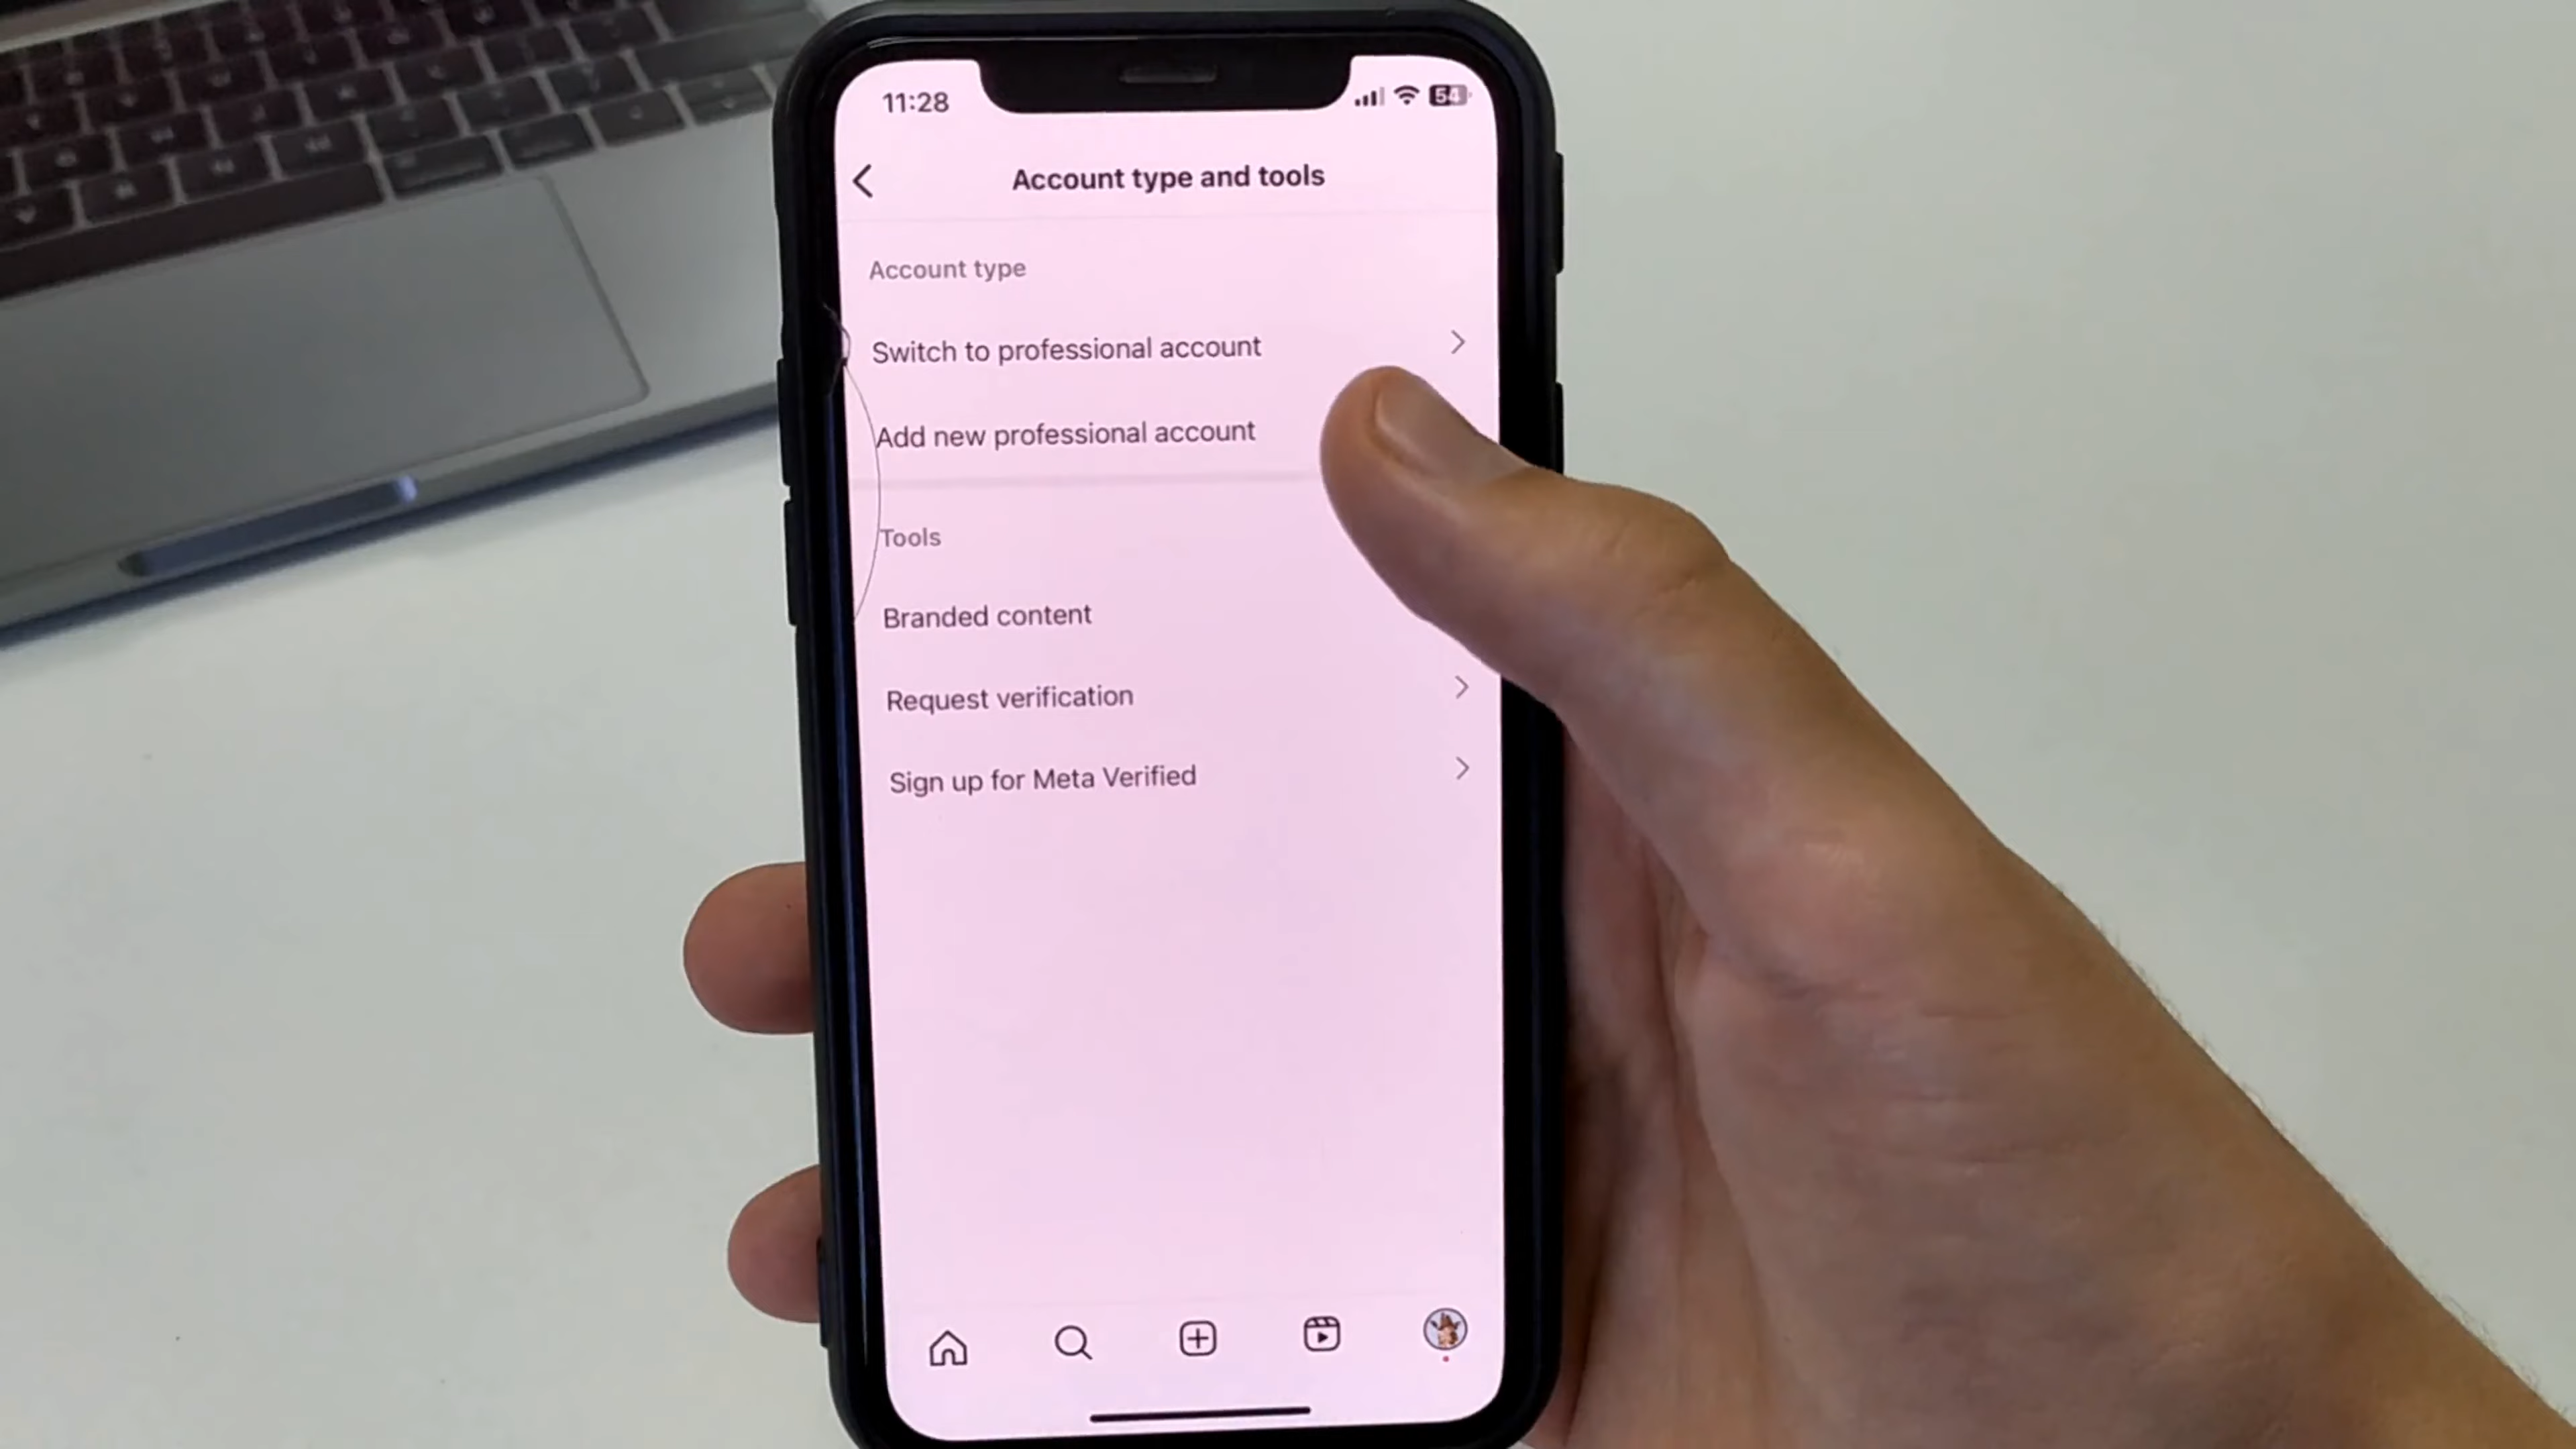 11:28
54
Account type and tools
Account type
Switch to professional account
Add new professional account
Tools
Branded content
Request verification
Sign up for Meta Verified